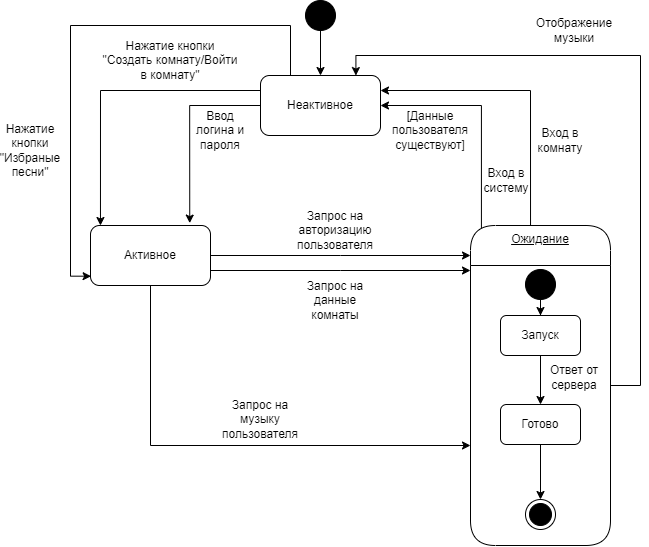 Отображение
музыки
Нажатие кнопки
"Создать комнату/Войти
в комнату"
Неактивное
Ввод
логина и
пароля
[Данные
пользователя
существуют]
Вход в
комнату
Нажатие
кнопки
"Избраные
песни"
Вход в
систему
Запрос на
авторизацию
пользователя
Активное
Ожидание
Запрос на
данные
комнаты
Запуск
Ответ от
сервера
Запрос на
музыку
пользователя
Готово